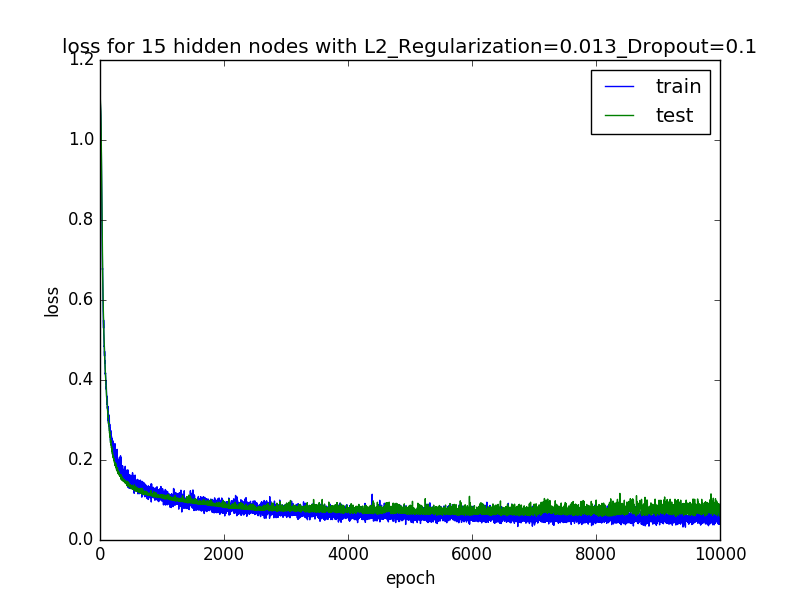 loss for 15 hidden nodes with L2_Regularization=0.013_Dropout=0.1
1.2
1.0
0.8
0.6
0.4
0.2
0.0
loss
train
test
0 2000 4000 6000 8000 10000
epoch